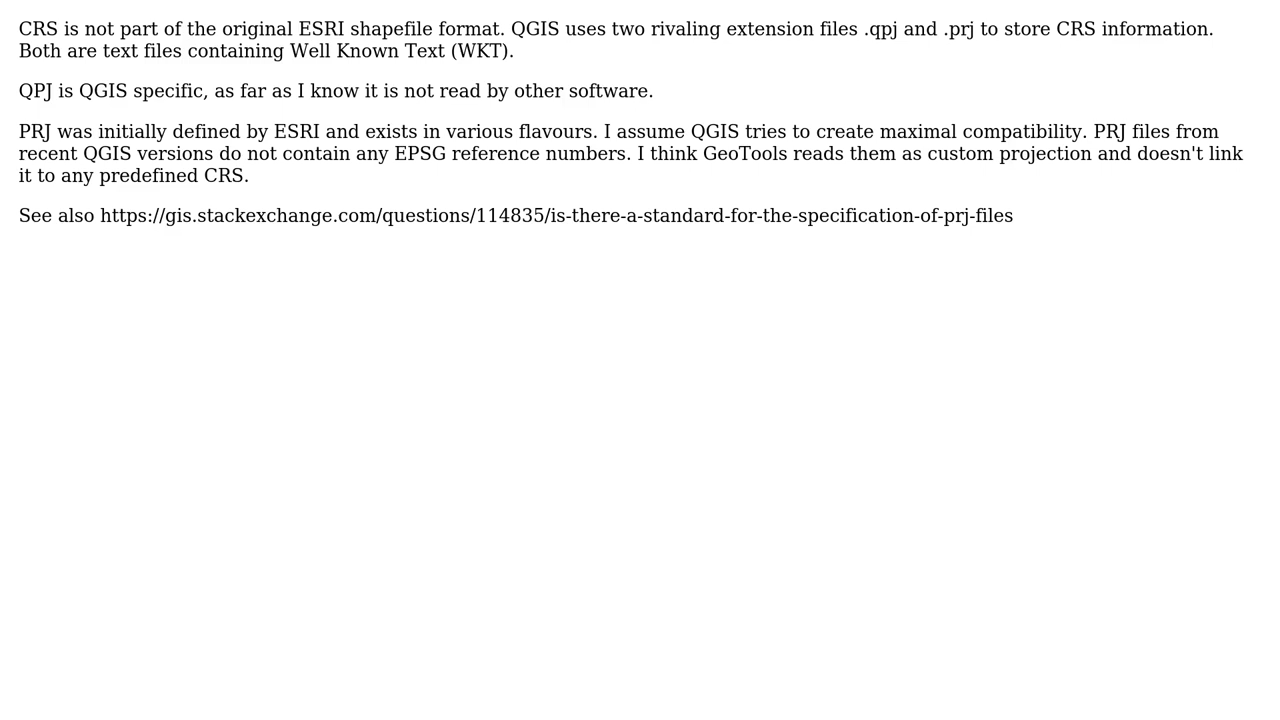 CRS is not part of the original ESRI shapefile format. QGIS uses two rivaling extension files .qpj and .prj to store CRS information.
Both are text files containing Well Known Text (WKT).
QPJ is QGIS specific, as far as I know it is not read by other software.
PRJ was initially defined by ESRI and exists in various flavours. I assume QGIS tries to create maximal compatibility. PRJ files from
recent QGIS versions do not contain any EPSG reference numbers. I think GeoTools reads them as custom projection and doesn't link
it to any predefined CRS.
See also https://gis.stackexchange.com/questions/114835/is-there-a-standard-for-the-specification-of-prj-files